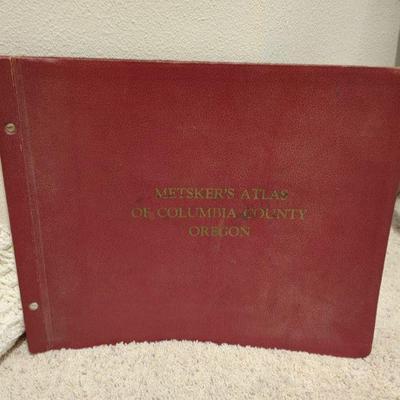 METSKER'S ATLAS
OF COLUMBIA COUNTY
OREGON